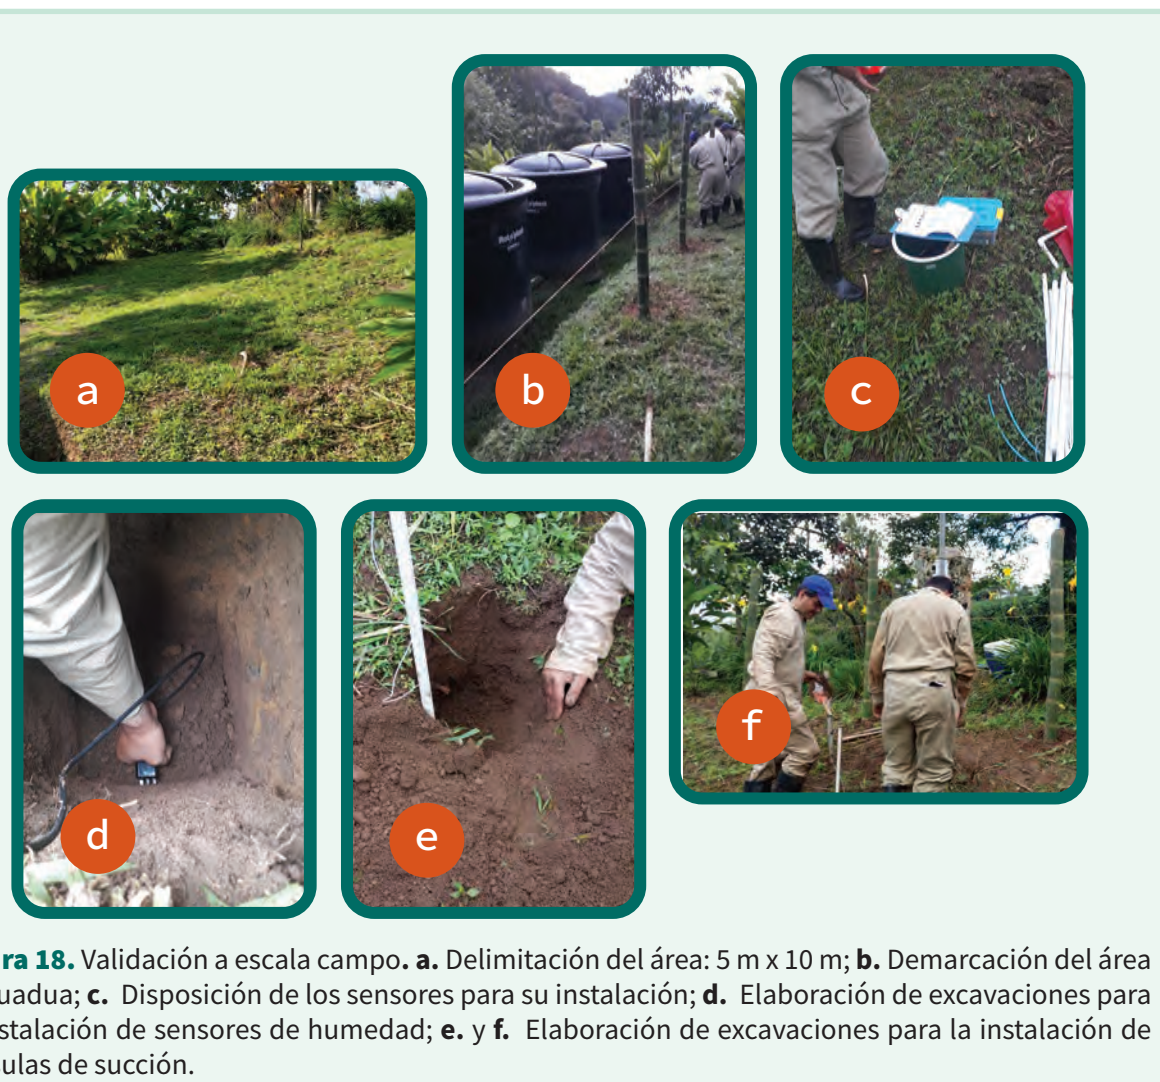 a
b
c
d
e
f
ra 18. Validación a escala campo. a. Delimitación del área: 5 m x 10 m; b. Demarcación del área
uadua; c. Disposición de los sensores para su instalación; d. Elaboración de excavaciones para
stalación de sensores de humedad; e. y f. Elaboración de excavaciones para la instalación de
sulas de succión.